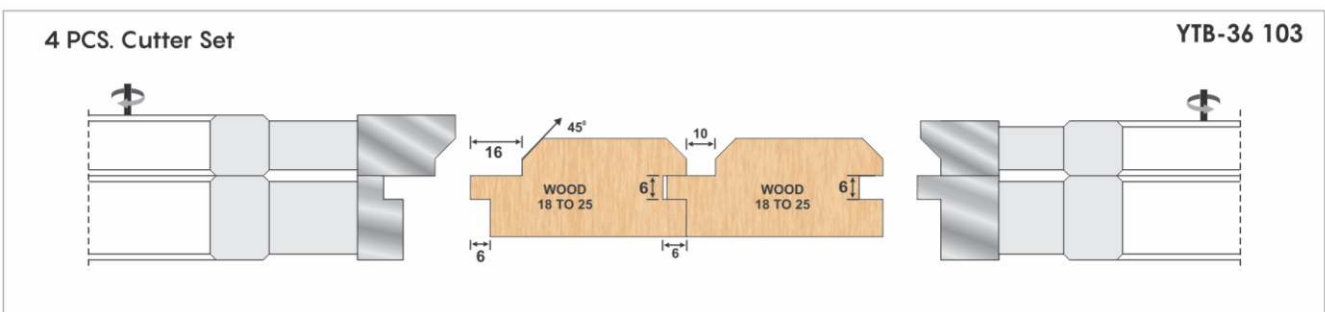 4 PCS. Cutter Set
YTB-36 103
45°
16
10
WOOD
18 TO 25
6
WOOD
18 TO 25
6
6
6